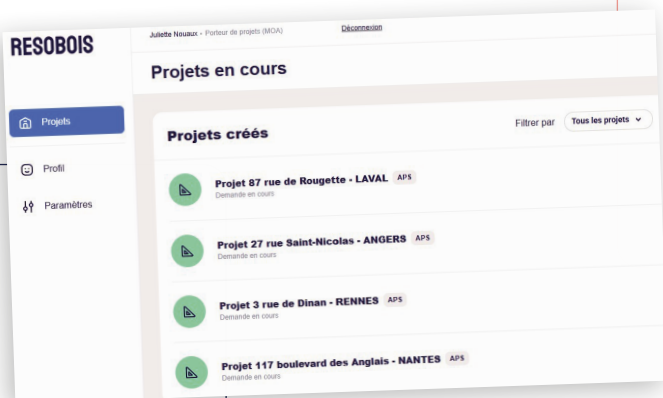 RESOBOIS
Juliette Nouaux - Porteur de projets (MOA)
Déconnexion
Projets en cours
Projets
Profil
Paramètres
Projets créés
Filtrer par
Tous les projets
Projet 87 rue de Rougette - LAVAL APS
Demande en cours
Projet 27 rue Saint-Nicolas - ANGERS APS
Demande en cours
Projet 3 rue de Dinan - RENNES APS
Demande en cours
Projet 117 boulevard des Anglais - NANTES APS
Demande en cours